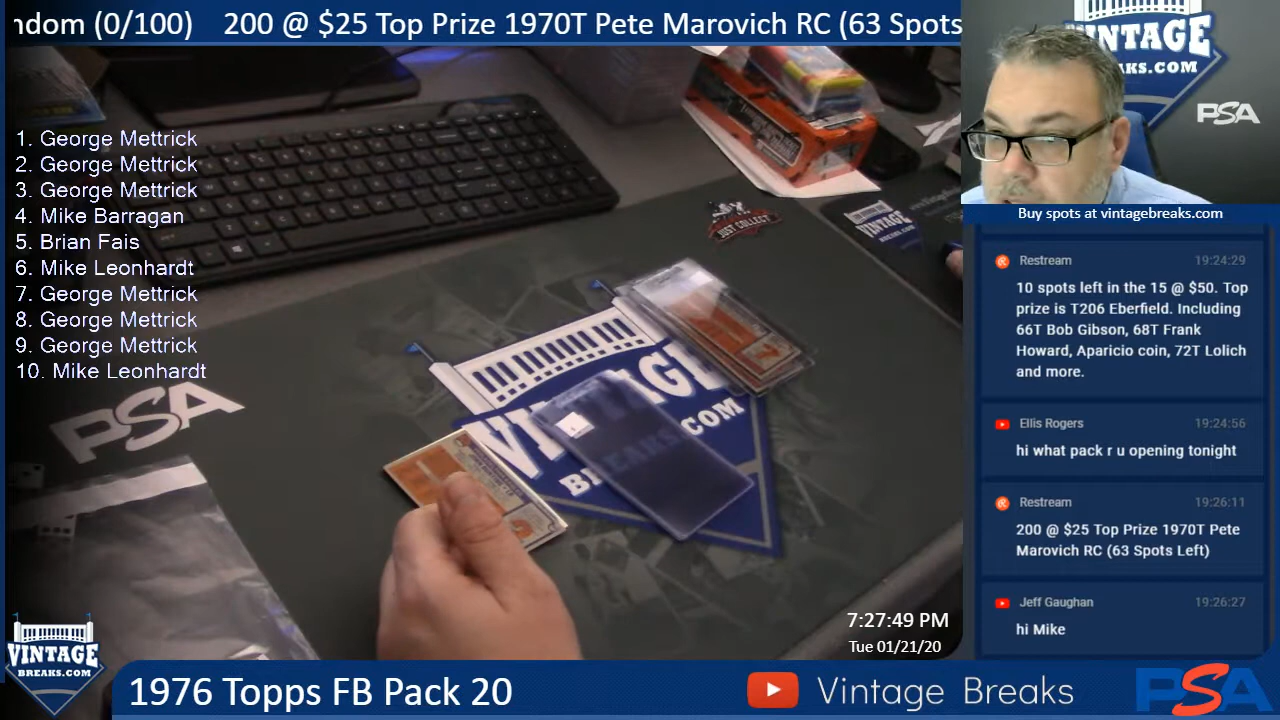 ndom (0/100) 200 @ $25 Top Prize 1970T Pete Marovich RC (63 Spots
1. George Mettrick
2. George Mettrick
3. George Mettrick
4. Mike Barragan
5. Brian Fais
6. Mike Leonhardt
7. George Mettrick
8. George Mettrick
9. George Mettrick
10. Mike Leonhardt
VINTAGE
PSA
JUST COLLECT
VINTAGE
BREAKS
VINTAGE
COM
PSA
Buy spots at vintagebreaks.com
Restream 19:24:29
10 spots left in the 15 @ $50. Top
prize is T206 Eberfield. Including
66T Bob Gibson, 68T Frank
Howard, Aparicio coin, 72T Lolich
and more.
Ellis Rogers 19:24:56
hi what pack r u opening tonight
Restream 19:26:11
200 @ $25 Top Prize 1970T Pete
Marovich RC (63 Spots Left)
Jeff Gaughan 19:26:27
hi Mike
7:27:49 PM
Tue 01/21/20
VINTAGE
BREAKS.COM
1976 Topps FB Pack 20
Vintage Breaks
PSA